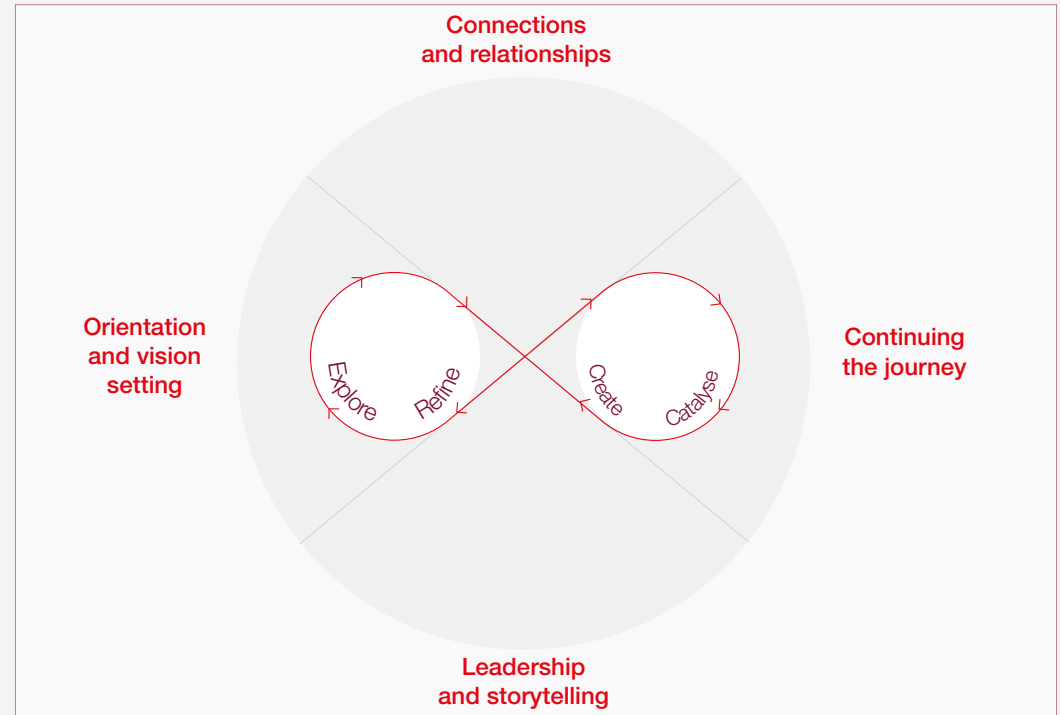 Connections
and relationships
Orientation
and vision
setting
Explore
Refine
Create
Catalyse
Continuing
the journey
Leadership
and storytelling